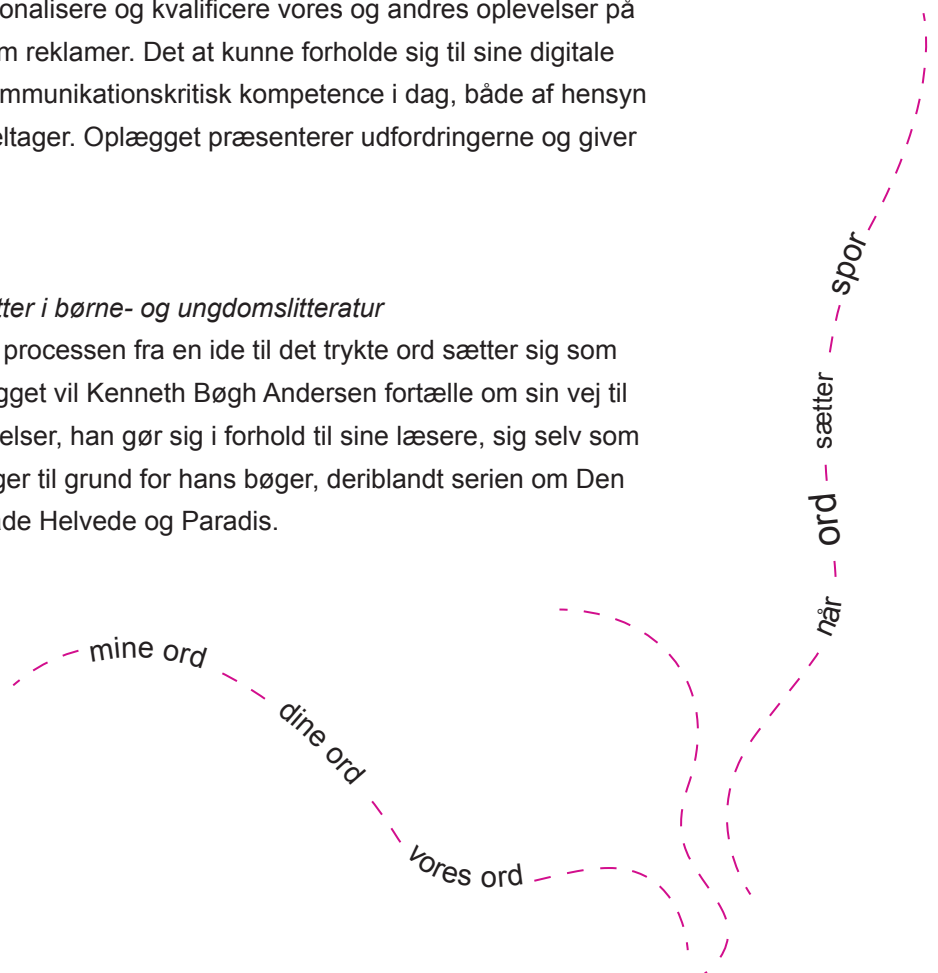 onalisere og kvalificere vores og andres oplevelser på
m reklamer. Det at kunne forholde sig til sine digitale
mmunikationskritisk kompetence i dag, både af hensyn
eltager. Oplægget præsenterer udfordringerne og giver
tter i børne- og ungdomslitteratur
processen fra en ide til det trykte ord sætter sig som
gget vil Kenneth Bøgh Andersen fortælle om sin vej til
elser, han gør sig i forhold til sine læsere, sig selv som
ger til grund for hans bøger, deriblandt serien om Den
åde Helvede og Paradis.
når ord sætter spor
mine ord
dine ord
vores ord